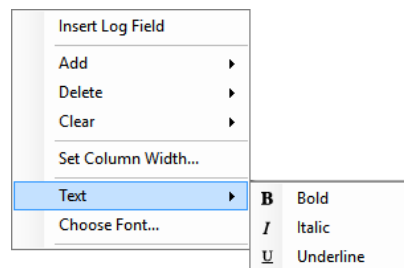 Insert Log Field
Add
Delete
Clear
Set Column Width...
Text
Choose Font...
B Bold
I Italic
U Underline